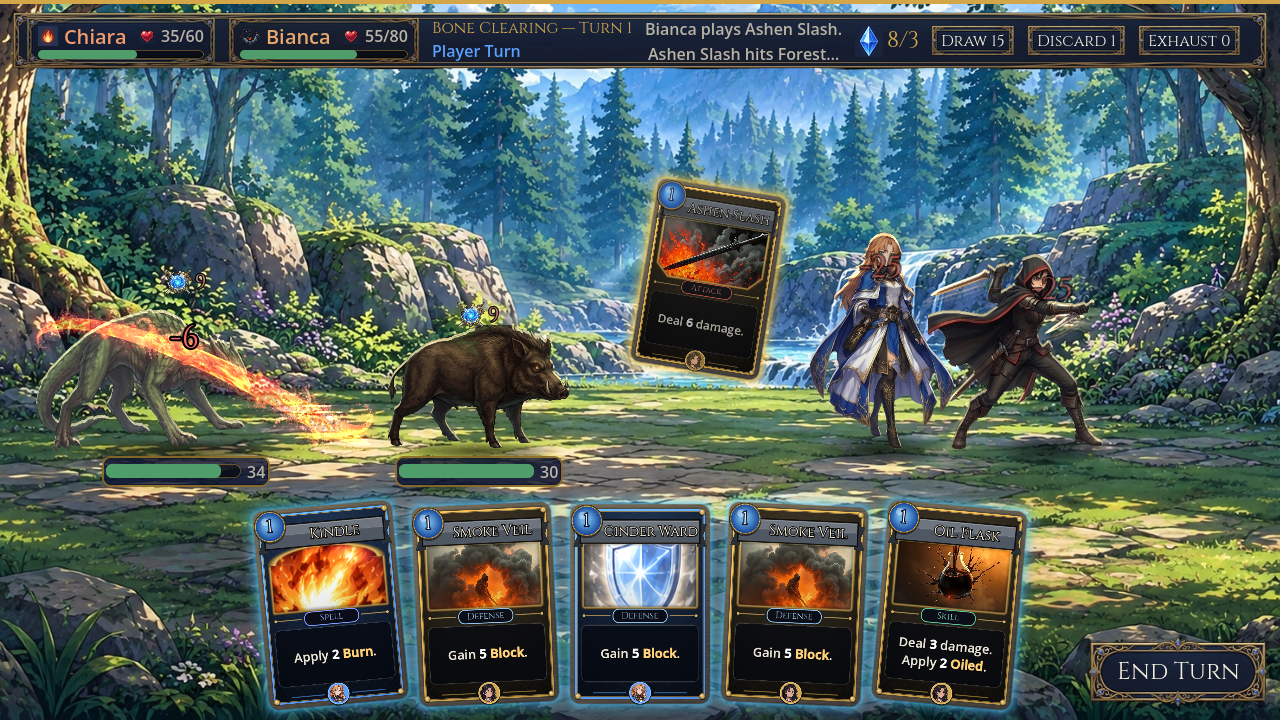 Chiara 35/60
Bianca 55/80
Bone Clearing — Turn 1
Player Turn
Bianca plays Ashen Slash.
Ashen Slash hits Forest...
8/3
Draw 15
Discard 1
Exhaust 0
1
Ashen Slash
Attack
Deal 6 damage.
9
9
-6
5
34
30
1
Kindle
Spell
Apply 2 Burn.
1
Smoke Veil
Defense
Gain 5 Block.
1
Cinder Ward
Defense
Gain 5 Block.
1
Smoke Veil
Defense
Gain 5 Block.
1
Oil Flask
Skill
Deal 3 damage.
Apply 2 Oiled.
End Turn